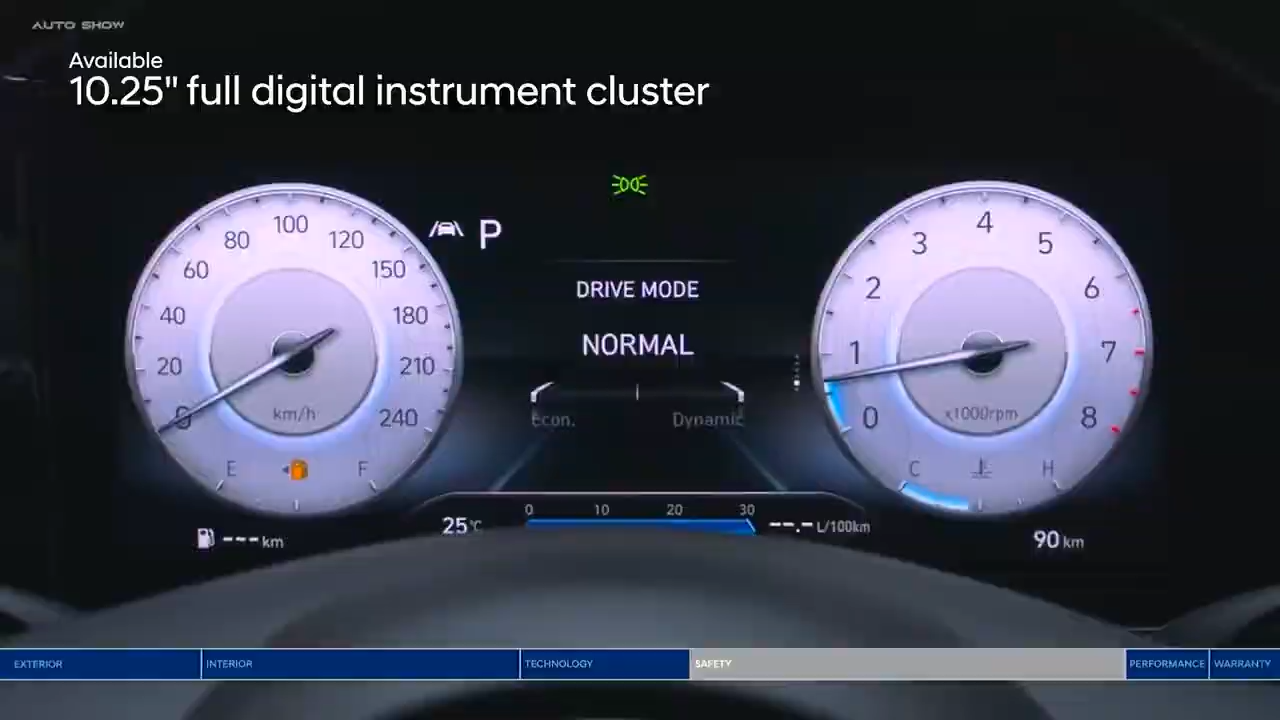 AUTO SHOW
Available
10.25" full digital instrument cluster
100
80
120
60
150
40
180
20
210
0
240
km/h
E
F
--- km
P
DRIVE MODE
NORMAL
Econ.
Dynamic
25°C
0 10 20 30
--.- L/100km
4
3
5
2
6
1
7
0
8
x1000rpm
C
H
90 km
EXTERIOR
INTERIOR
TECHNOLOGY
SAFETY
PERFORMANCE
WARRANTY